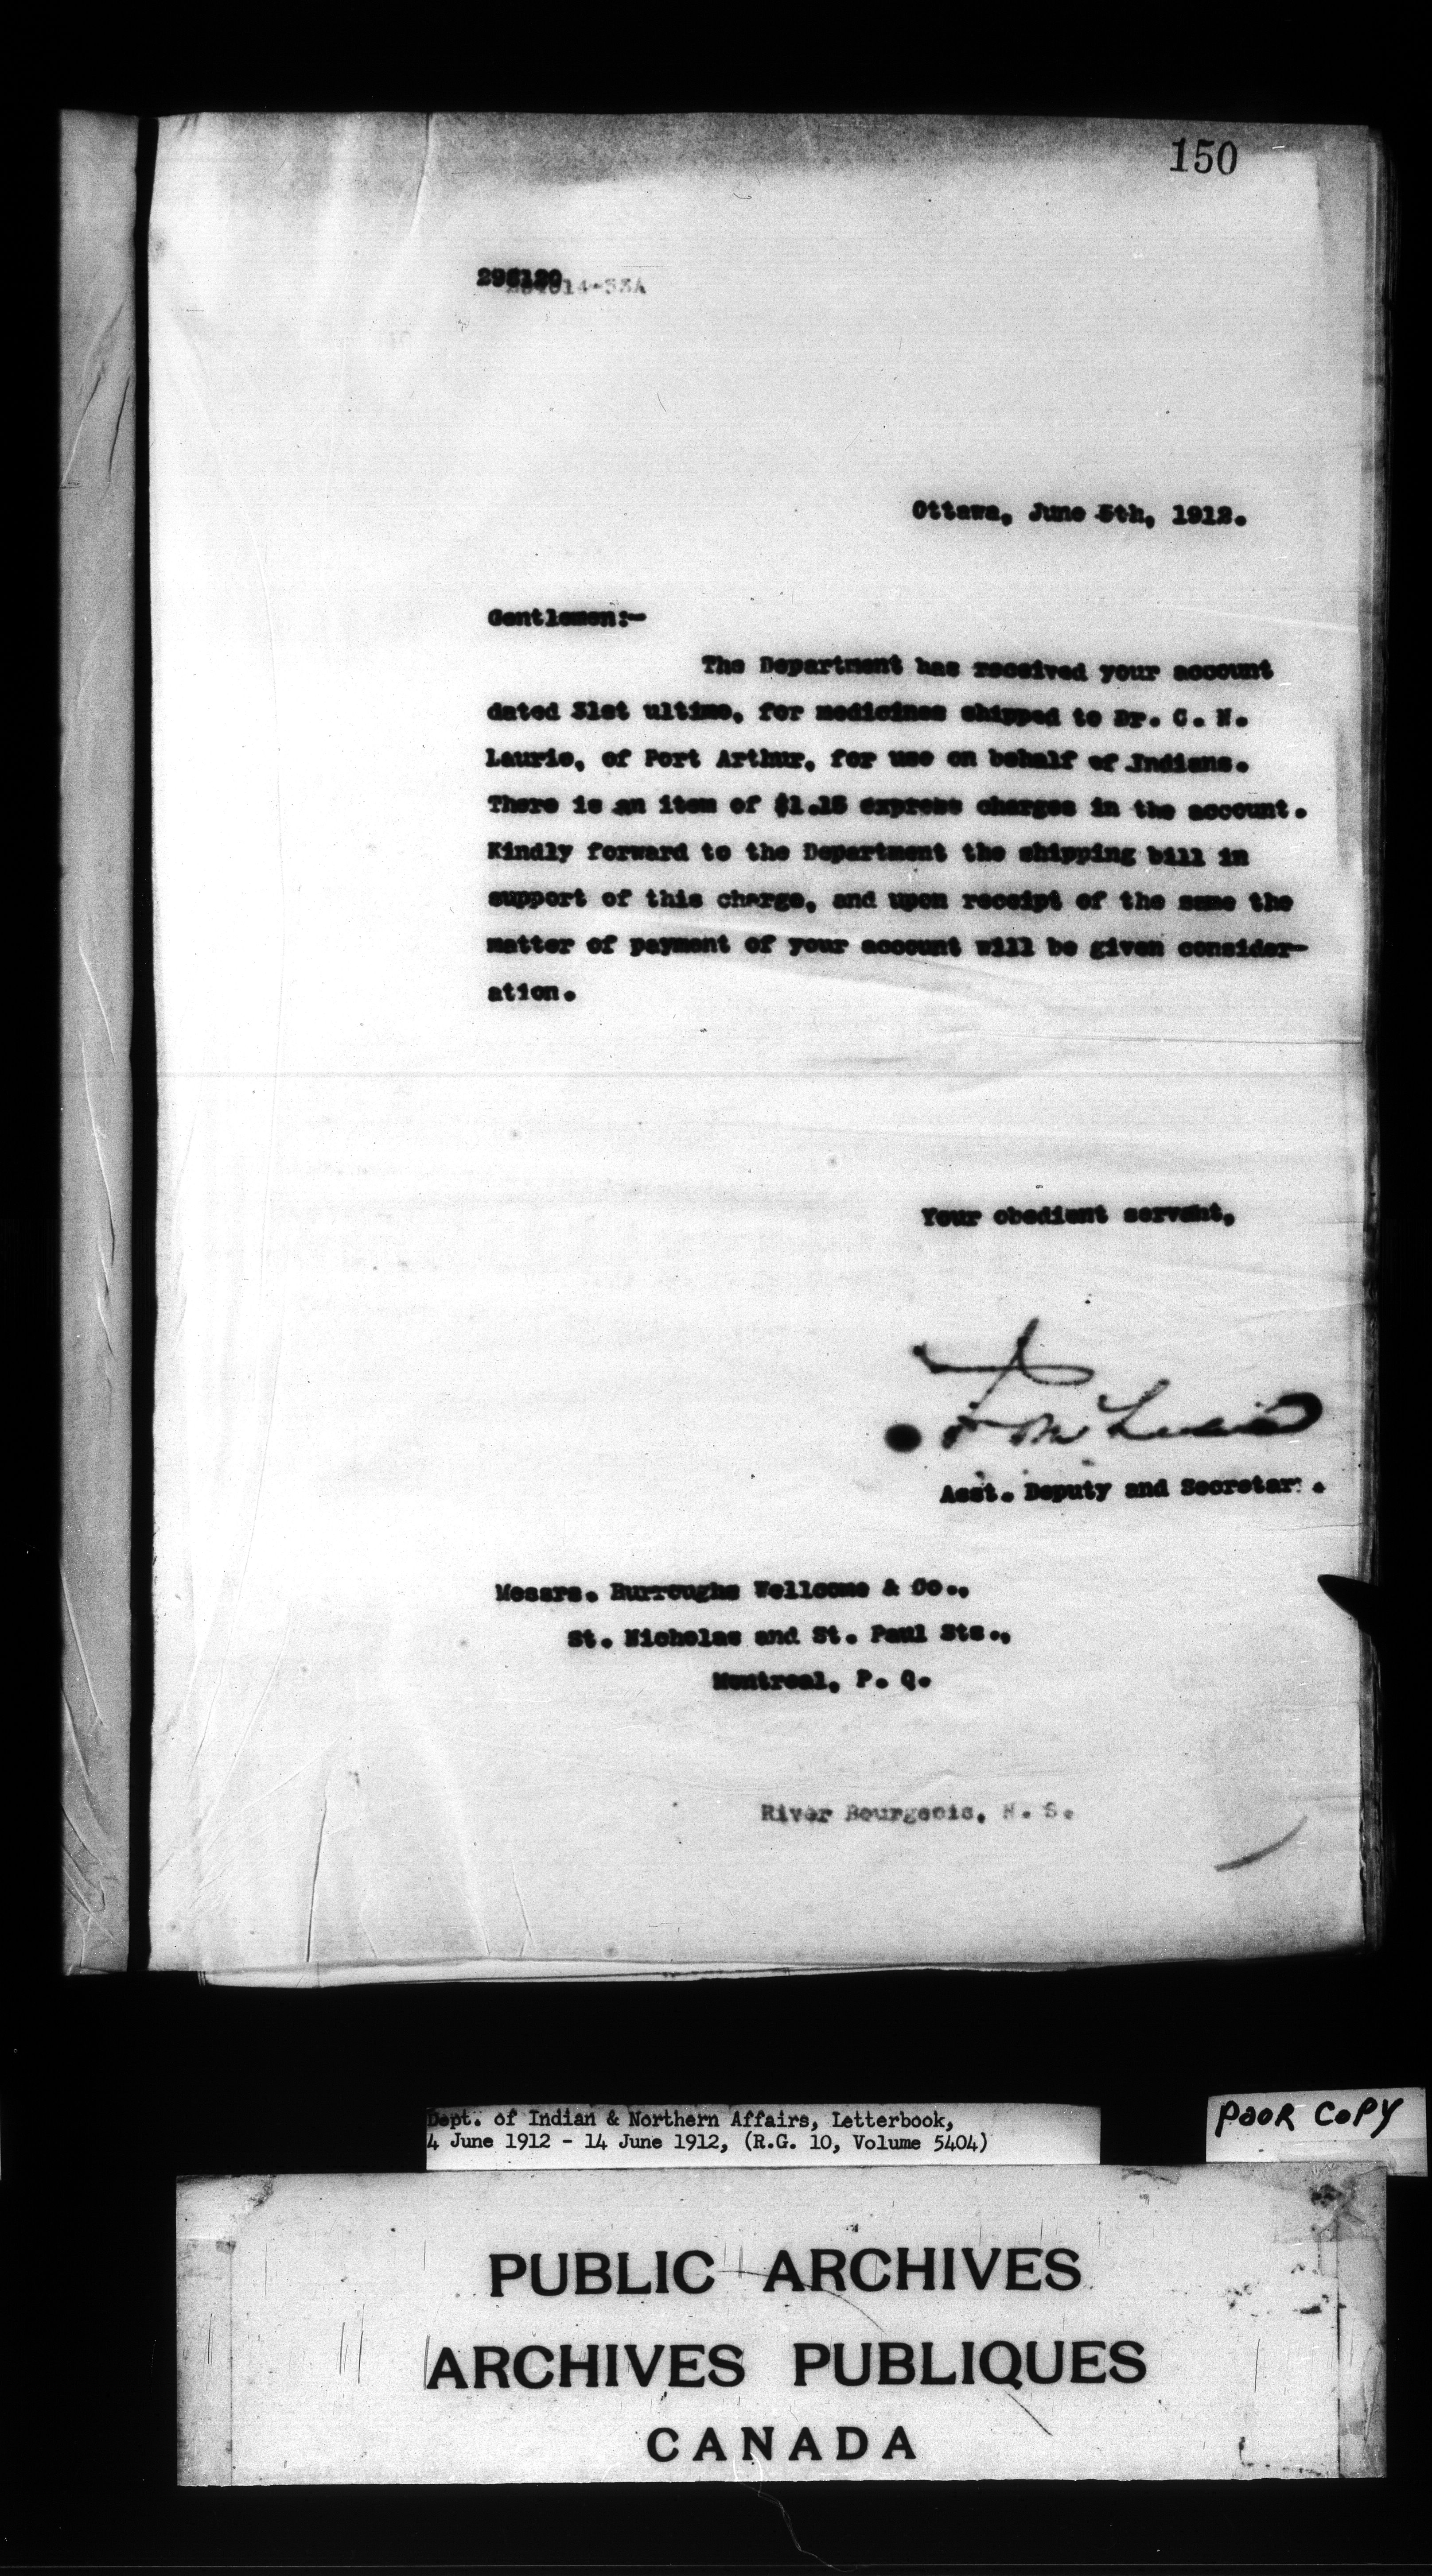 150
Ottawa, June 5th, 1912.
Gentlemen:-
The Department has received your account
dated 31st ultimo, for medicines shipped to Dr. C. N.
Laurie, of Port Arthur, for use on behalf of Indians.
There is an item of $1.15 express charges in the account.
Kindly forward to the Department the shipping bill in
support of this charge, and upon receipt of the same the
matter of payment of your account will be given consider-
ation.
Your obedient servant,
Asst. Deputy and Secretary.
Messrs. Burroughs Wellcome & Co.,
St. Nicholas and St. Paul Sts.,
Montreal, P. Q.
River Bourgeois, N. S.
Dept. of Indian & Northern Affairs, Letterbook,
4 June 1912 - 14 June 1912, (R.G. 10, Volume 5404)
POOR COPY
PUBLIC ARCHIVES
ARCHIVES PUBLIQUES
CANADA